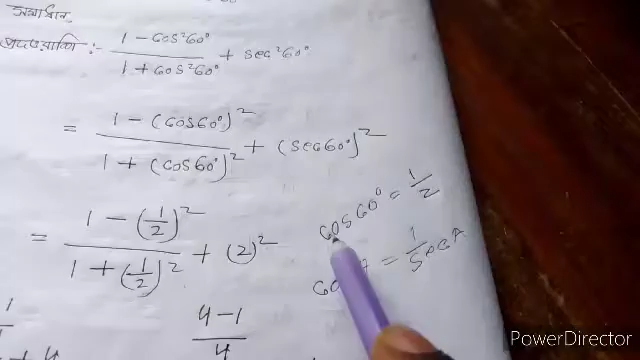 সমাধান
প্রদত্ত রাশি :- 1 - cos²60° / 1 + cos²60° + sec²60°
= 1 - (cos60°)² / 1 + (cos60°)² + (sec60°)²
cos60° = 1/2
= 1 - (1/2)² / 1 + (1/2)² + (2)²
= 1/secA
4-1 / 4
PowerDirector